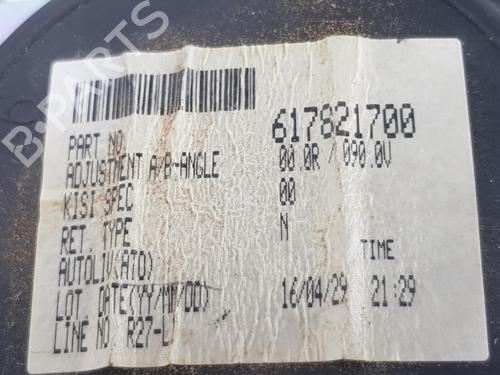 B-PARTS
PART NO. 617821700
ADJUSTMENT A/B-ANGLE 00.0R / 090.0V
KISI SPEC 00
RET. TYPE N
AUTOLIV(ATD) TIME
LOT. DATE(YY/MM/DD) 16/04/29 21:29
LINE NO. R27-L